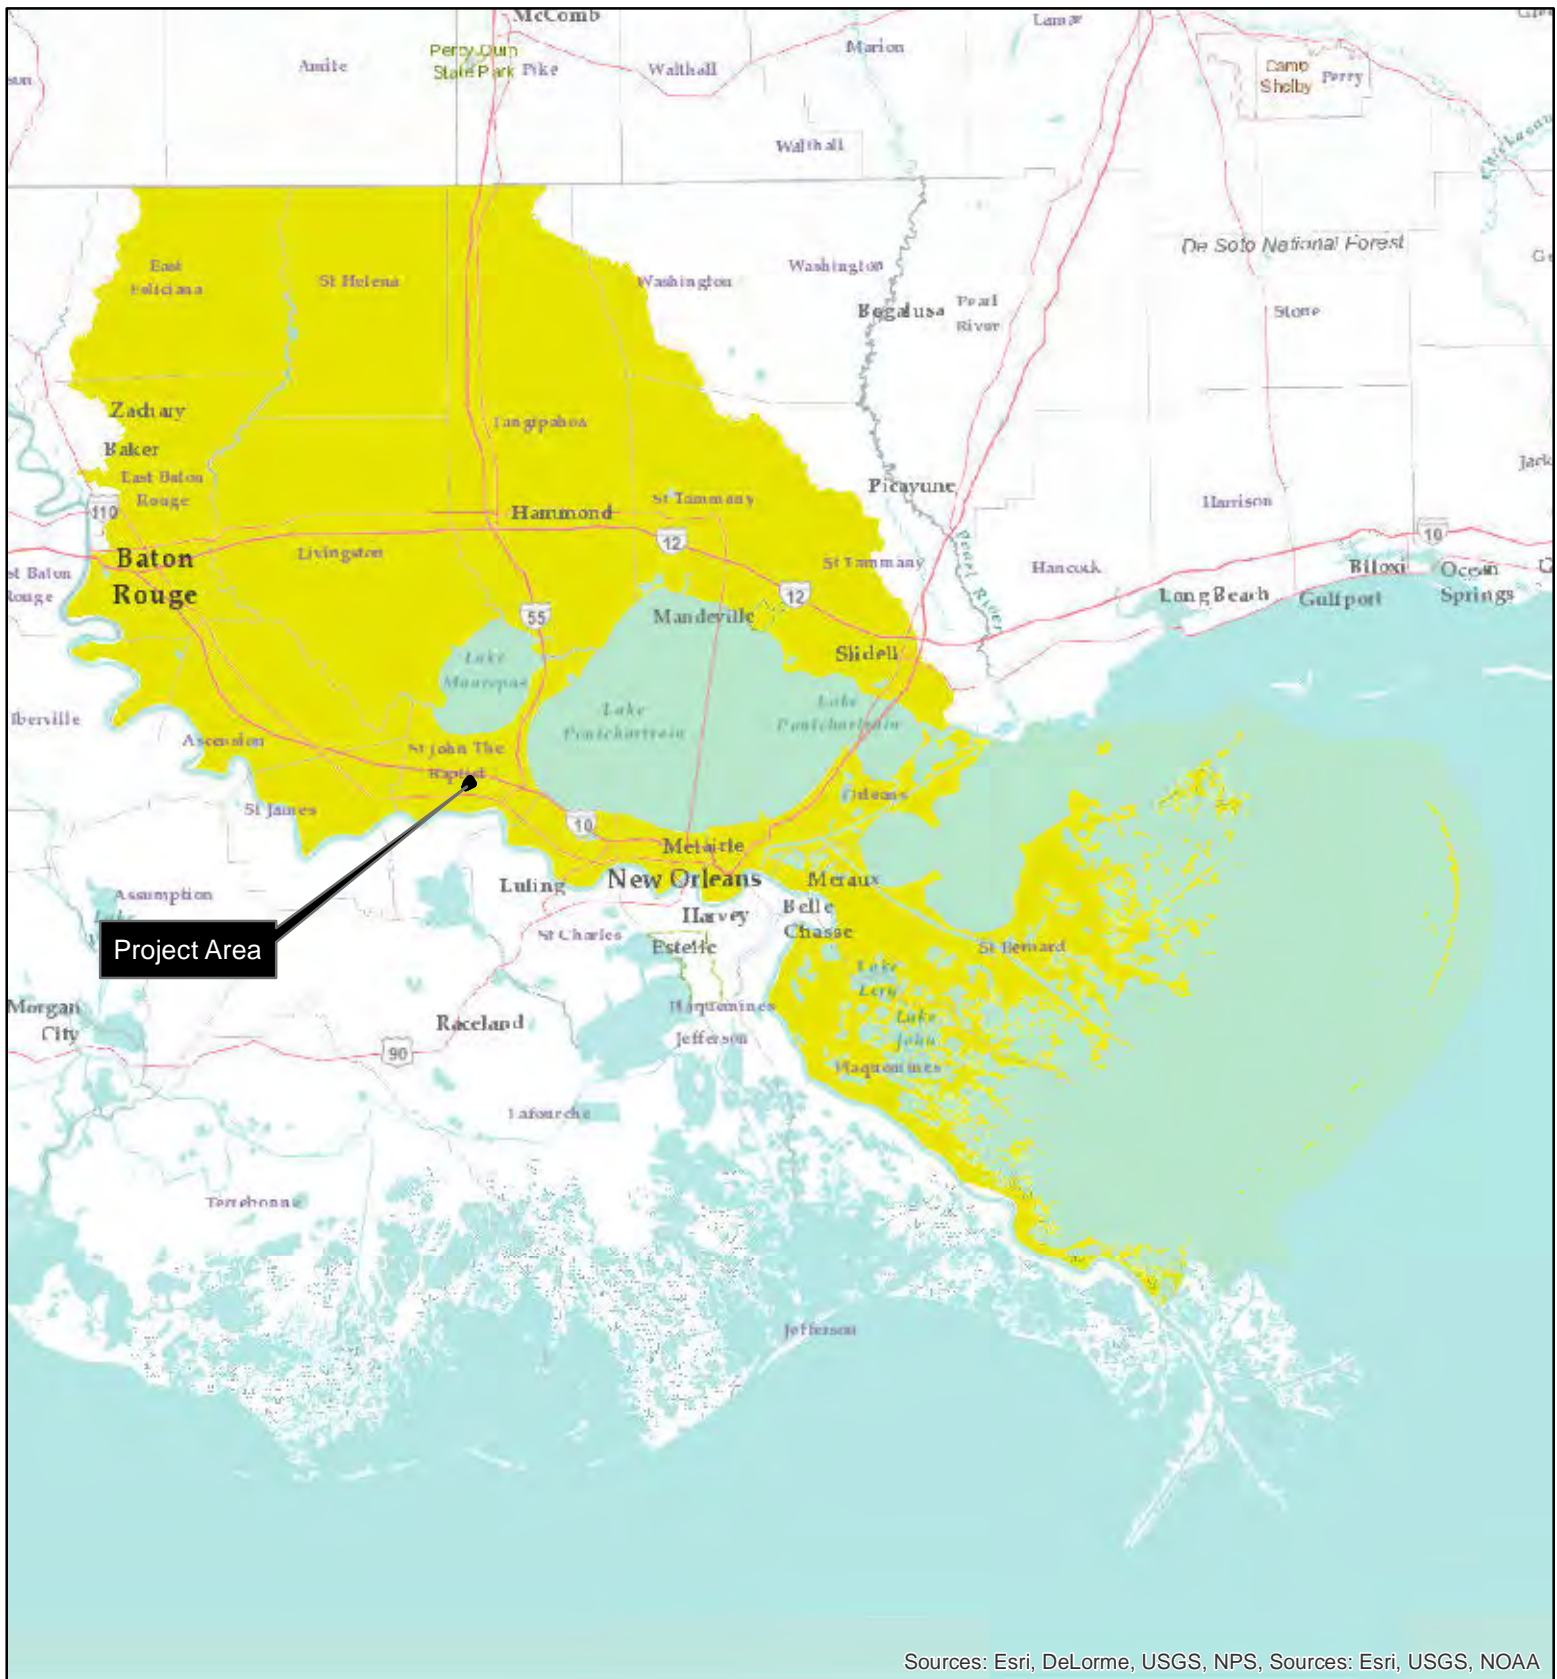 McComb
Lamar
Marion
Percy Quin
State Park
Pike
Amite
Walthall
Camp
Shelby
Perry
Walthall
De Soto National Forest
East
Feliciana
St Helena
Washington
Washington
Bogalusa
Pearl
River
Stone
Zachary
Tangipahoa
Baker
East Baton
Rouge
Picayune
St Tammany
Harrison
110
Hammond
12
10
Baton
Rouge
Livingston
St Tammany
Hancock
Biloxi
Ocean
Springs
st Baton
Rouge
Pearl River
12
Long Beach
Gulfport
55
Mandeville
Slidell
Lake
Maurepas
Lake
Pontchartrain
Lake
Pontchartrain
Iberville
Ascension
St John The
Baptist
Orleans
St James
10
Metairie
New Orleans
Meraux
Luling
Assumption
Lake
Harvey
Belle
Chasse
St Charles
Estelle
St Bernard
Project Area
Lake
Lery
Morgan
City
Raceland
Plaquemines
Jefferson
Lake
John
90
Plaquemines
Lafourche
Terrebonne
Jefferson
Sources: Esri, DeLorme, USGS, NPS, Sources: Esri, USGS, NOAA